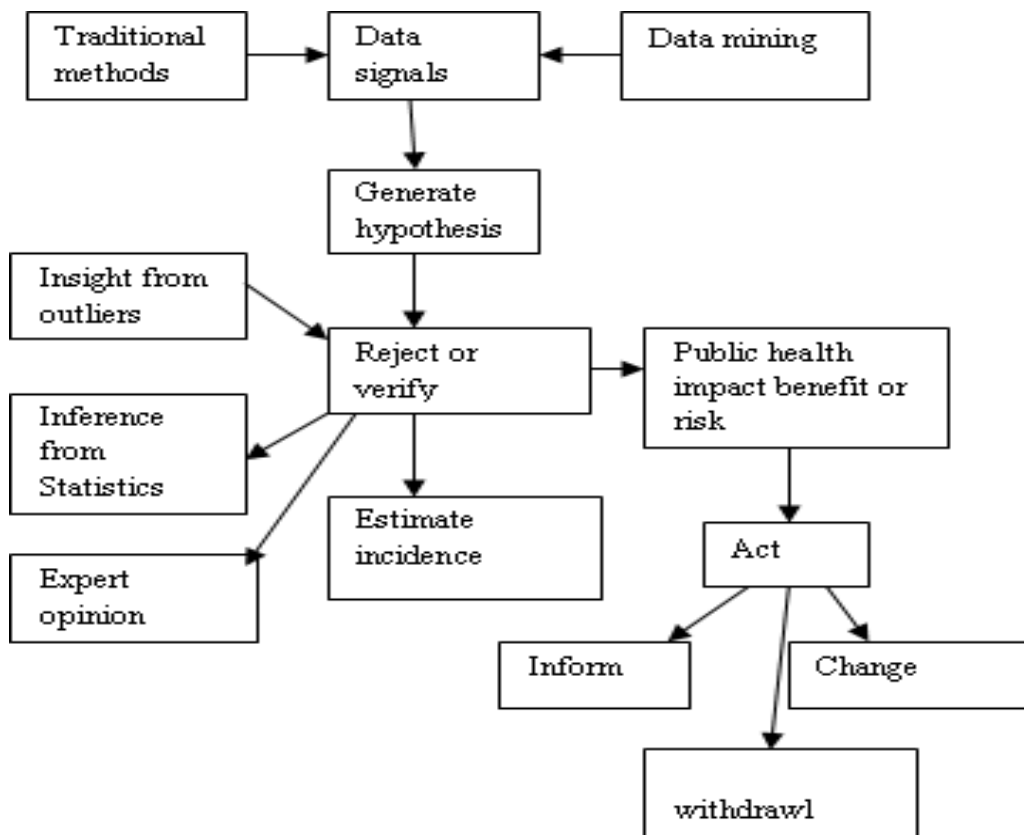 Traditional
methods
Data
signals
Data mining
Generate
hypothesis
Insight from
outliers
Reject or
verify
Public health
impact benefit or
risk
Inference
from
Statistics
Estimate
incidence
Act
Expert
opinion
Inform
Change
withdrawl